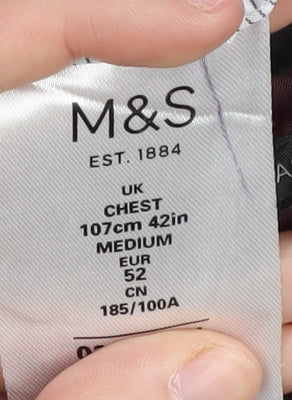 M&S
EST. 1884
UK
CHEST
107cm 42in
MEDIUM
EUR
52
CN
185/100A